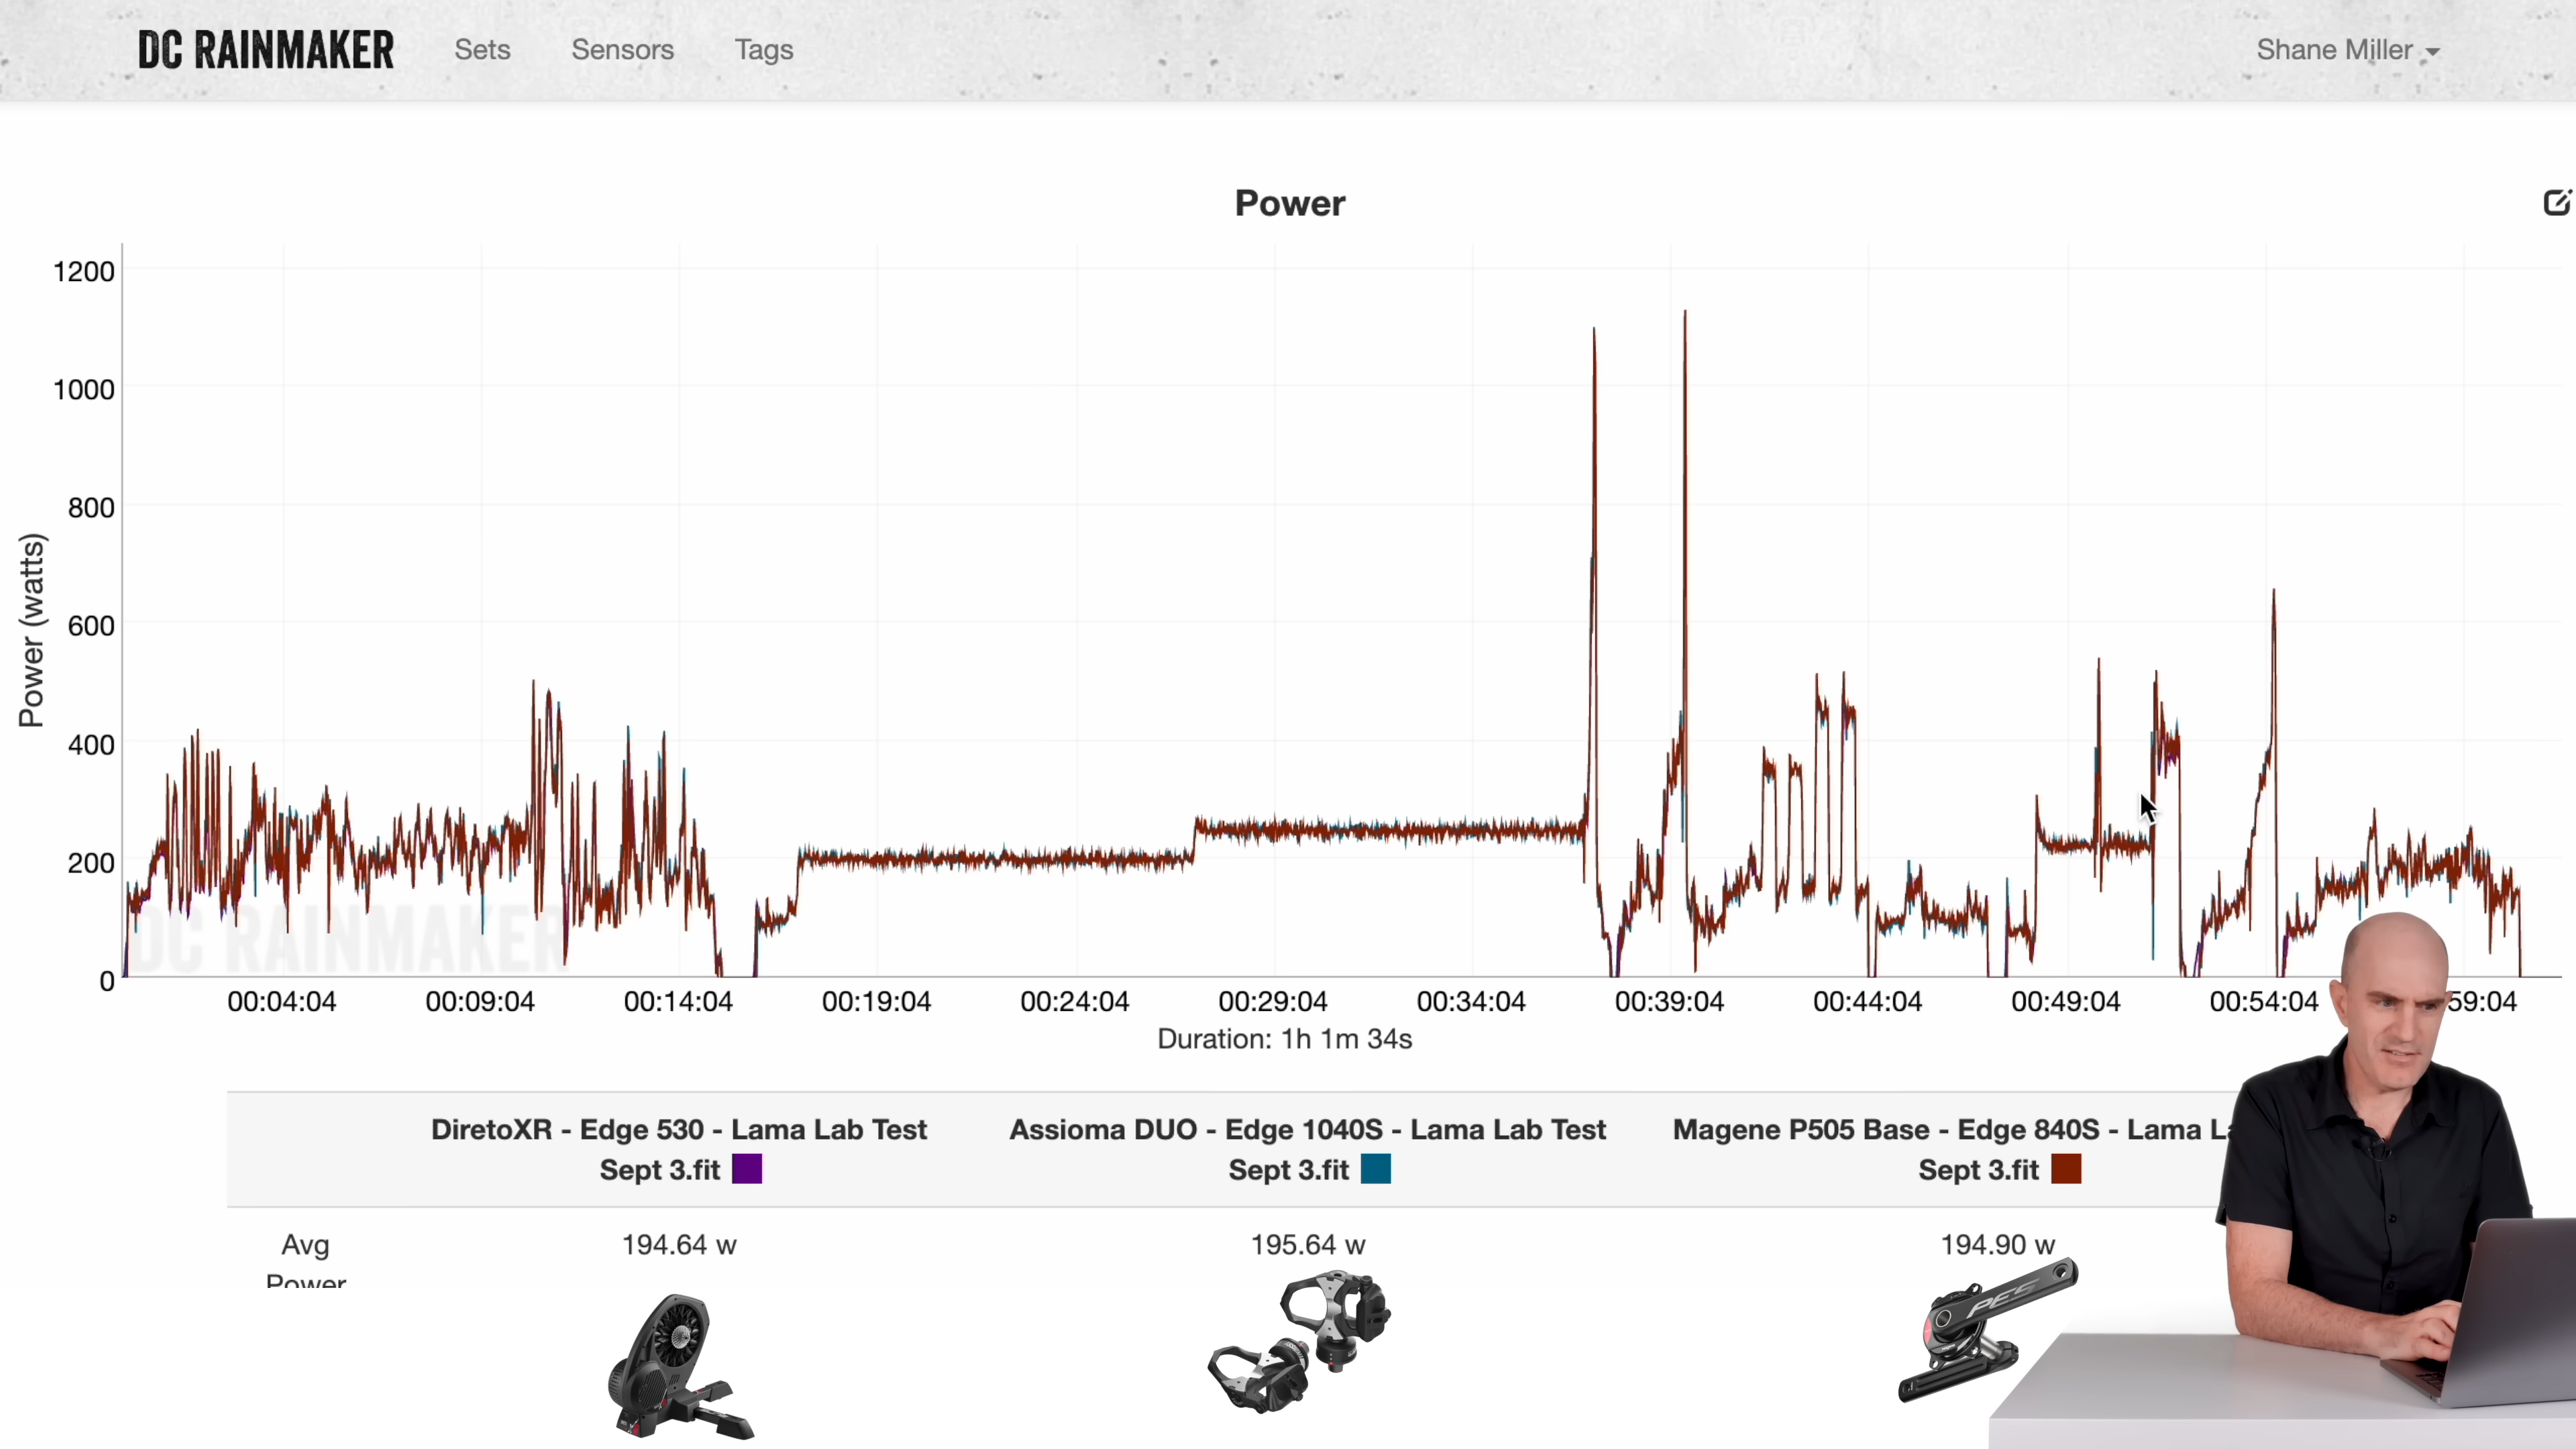 DC RAINMAKER Sets Sensors Tags Shane Miller
Power
1200
1000
800
600
400
200
0
Power (watts)
DC RAINMAKER
00:04:04 00:09:04 00:14:04 00:19:04 00:24:04 00:29:04 00:34:04 00:39:04 00:44:04 00:49:04 00:54:04 59:04
Duration: 1h 1m 34s
DiretoXR - Edge 530 - Lama Lab Test
Sept 3.fit
Assioma DUO - Edge 1040S - Lama Lab Test
Sept 3.fit
Magene P505 Base - Edge 840S - Lama L
Sept 3.fit
Avg
Power
194.64 w
195.64 w
194.90 w
PES